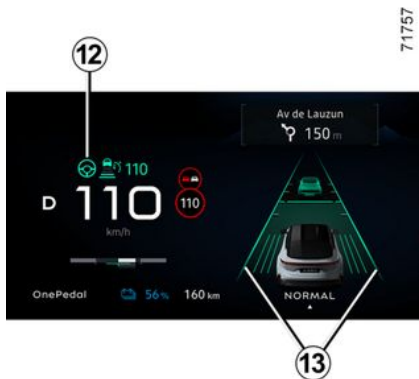 71757
12
Av de Lauzun
150 m
110
D 110
110
km/h
OnePedal 56% 160 km
NORMAL
13